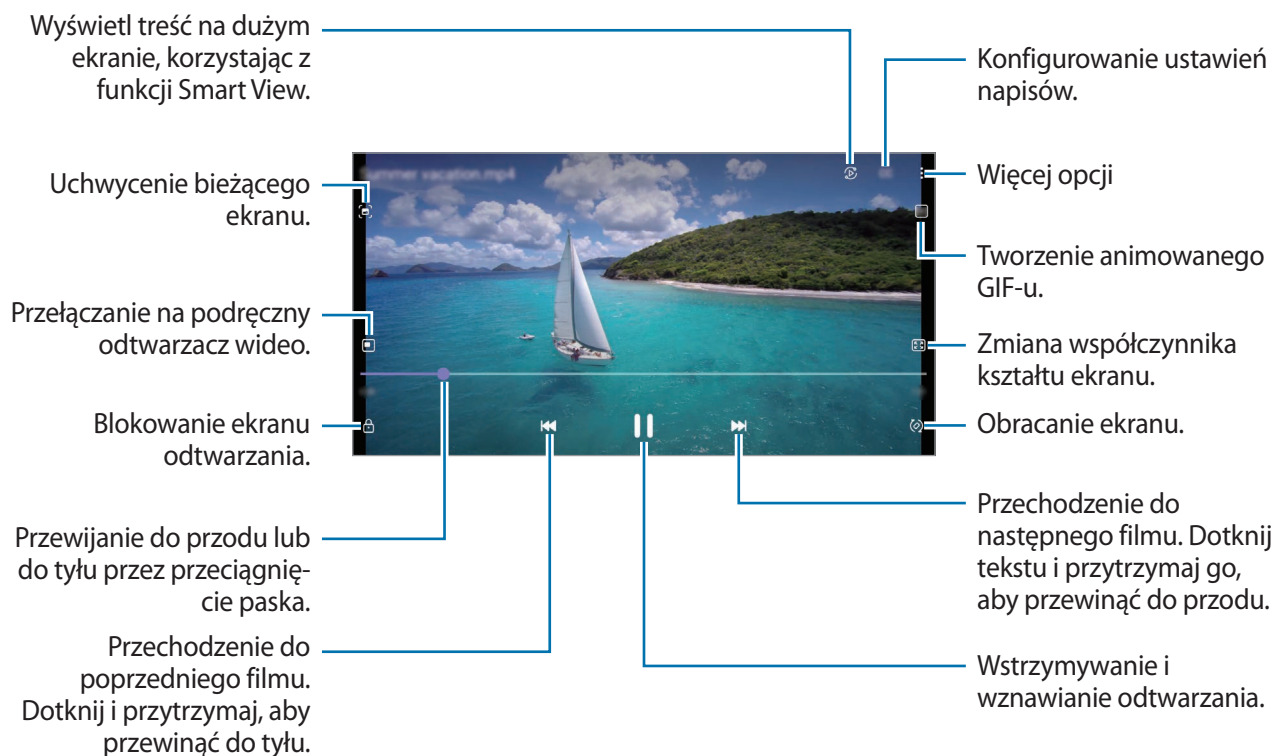 Wyświetl treść na dużym
ekranie, korzystając z
funkcji Smart View.
Konfigurowanie ustawień
napisów.
Uchwycenie bieżącego
ekranu.
Więcej opcji
Tworzenie animowanego
GIF-u.
Przełączanie na podręczny
odtwarzacz wideo.
Zmiana współczynnika
kształtu ekranu.
Blokowanie ekranu
odtwarzania.
Obracanie ekranu.
Przewijanie do przodu lub
do tyłu przez przeciągnię-
cie paska.
Przechodzenie do
następnego filmu. Dotknij
tekstu i przytrzymaj go,
aby przewinąć do przodu.
Przechodzenie do
poprzedniego filmu.
Dotknij i przytrzymaj, aby
przewinąć do tyłu.
Wstrzymywanie i
wznawianie odtwarzania.